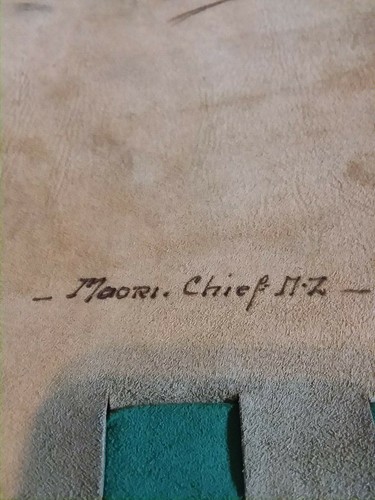 - Maori. Chief N.Z -